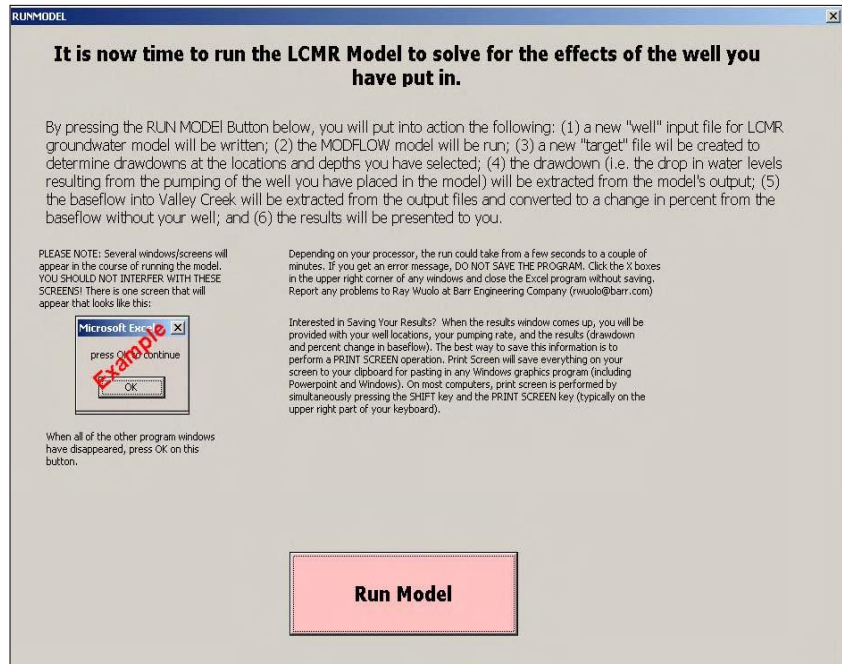 RUNMODEL
It is now time to run the LCMR Model to solve for the effects of the well you
have put in.
By pressing the RUN MODEl Button below, you will put into action the following: (1) a new "well" input file for LCMR
groundwater model will be written; (2) the MODFLOW model will be run; (3) a new "target" file will be created to
determine drawdowns at the locations and depths you have selected; (4) the drawdown (i.e. the drop in water levels
resulting from the pumping of the well you have placed in the model) will be extracted from the model's output; (5)
the baseflow into Valley Creek will be extracted from the output files and converted to a change in percent from the
baseflow without your well; and (6) the results will be presented to you.
PLEASE NOTE: Several windows/screens will
appear in the course of running the model.
YOU SHOULD NOT INTERFER WITH THESE
SCREENS! There is one screen that will
appear that looks like this:
Microsoft Excel
press OK to continue
OK
Example
When all of the other program windows
have disappeared, press OK on this
button.
Depending on your processor, the run could take from a few seconds to a couple of
minutes. If you get an error message, DO NOT SAVE THE PROGRAM. Click the X boxes
in the upper right corner of any windows and close the Excel program without saving.
Report any problems to Ray Wuolo at Barr Engineering Company (rwuolo@barr.com)
Interested in Saving Your Results? When the results window comes up, you will be
provided with your well locations, your pumping rate, and the results (drawdown
and percent change in baseflow). The best way to save this information is to
perform a PRINT SCREEN operation. Print Screen will save everything on your
screen to your clipboard for pasting in any Windows graphics program (including
Powerpoint and Windows). On most computers, print screen is performed by
simultaneously pressing the SHIFT key and the PRINT SCREEN key (typically on the
upper right part of your keyboard).
Run Model